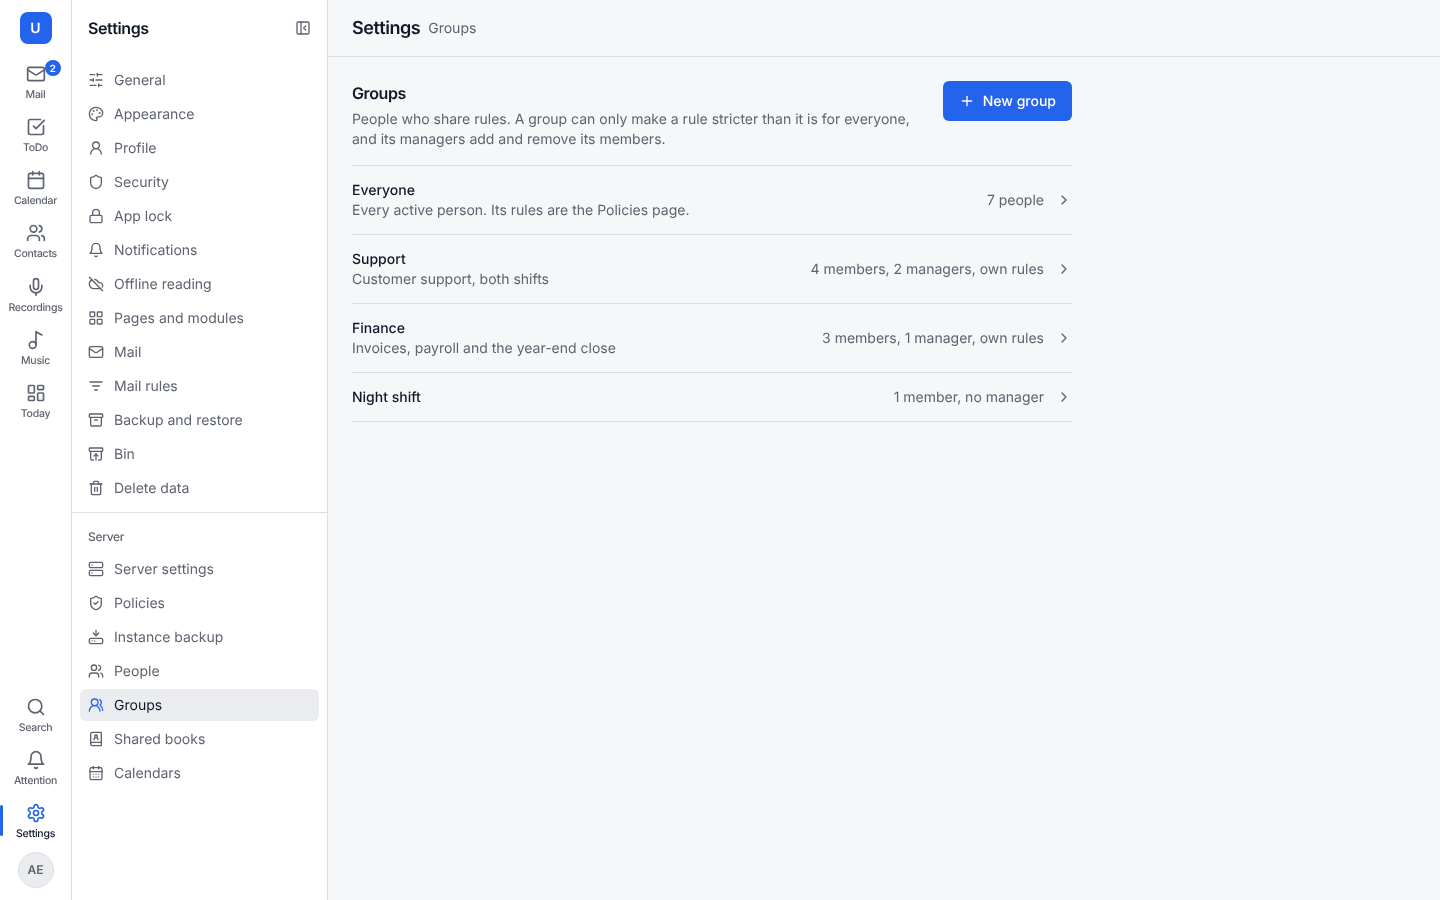 U
2
Mail
ToDo
Calendar
Contacts
Recordings
Music
Today
Search
Attention
Settings
AE
Settings
General
Appearance
Profile
Security
App lock
Notifications
Offline reading
Pages and modules
Mail
Mail rules
Backup and restore
Bin
Delete data
Server
Server settings
Policies
Instance backup
People
Groups
Shared books
Calendars
Settings Groups
Groups
People who share rules. A group can only make a rule stricter than it is for everyone,
and its managers add and remove its members.
New group
Everyone
Every active person. Its rules are the Policies page.
7 people
Support
Customer support, both shifts
4 members, 2 managers, own rules
Finance
Invoices, payroll and the year-end close
3 members, 1 manager, own rules
Night shift
1 member, no manager